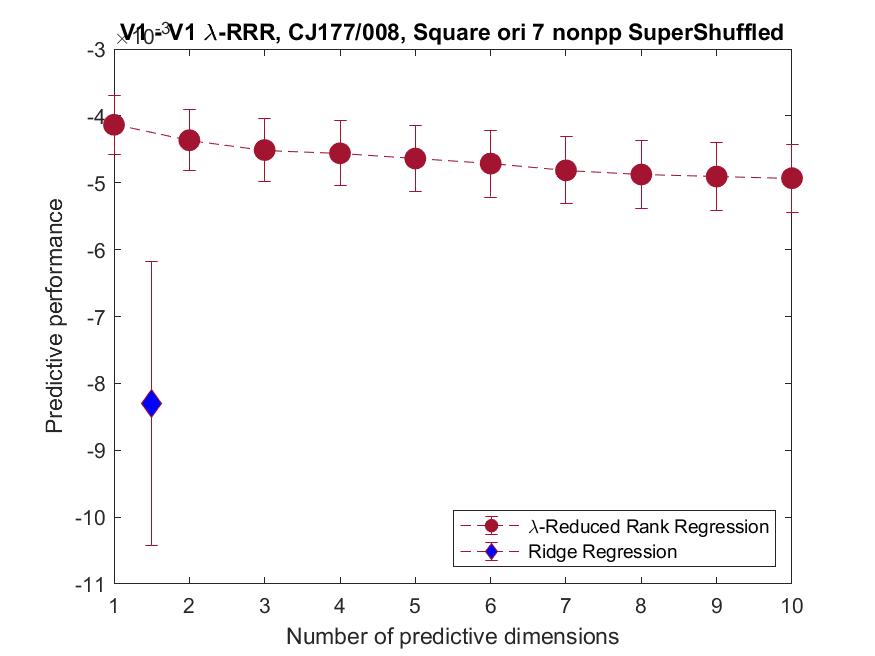 V1 - V1 λ-RRR, CJ177/008, Square ori 7 nonpp SuperShuffled
×10-3
-3
-4
-5
-6
-7
-8
-9
-10
-11
Predictive performance
1 2 3 4 5 6 7 8 9 10
Number of predictive dimensions
λ-Reduced Rank Regression
Ridge Regression